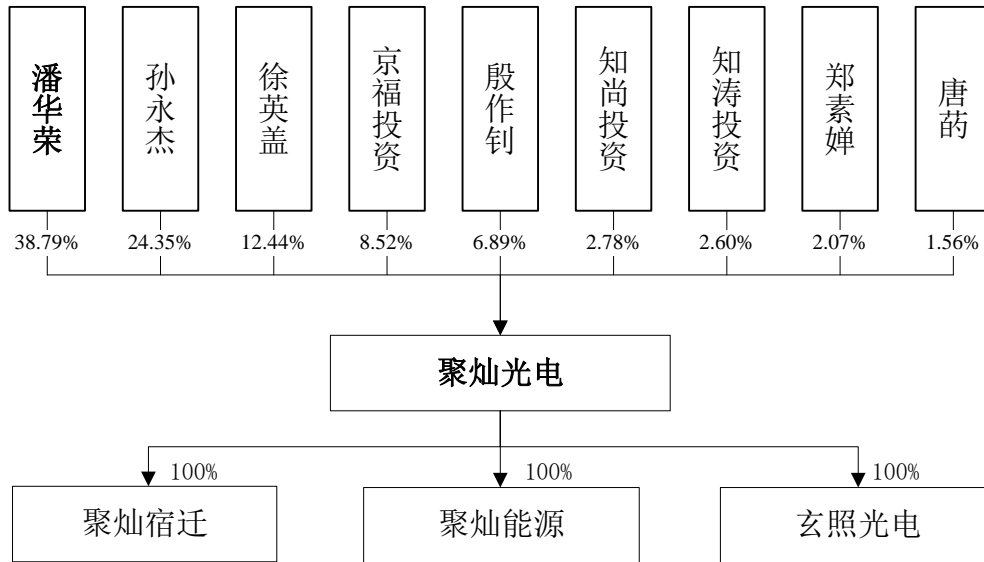 潘华荣
孙永杰
徐英盖
京福投资
殷作钊
知尚投资
知涛投资
郑素婵
唐菂
38.79%
24.35%
12.44%
8.52%
6.89%
2.78%
2.60%
2.07%
1.56%
聚灿光电
100%
100%
100%
聚灿宿迁
聚灿能源
玄照光电